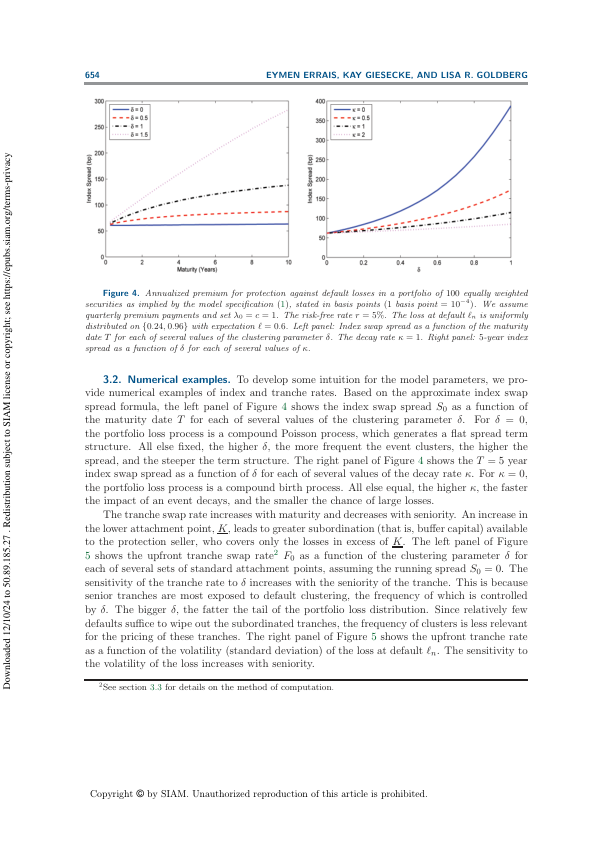 654
EYMEN ERRAIS, KAY GIESECKE, AND LISA R. GOLDBERG
300
250
200
150
100
50
0
Index Spread (bp)
δ = 0
δ = 0.5
δ = 1
δ = 1.5
0 2 4 6 8 10
Maturity (Years)
400
350
300
250
200
150
100
50
0
Index Spread (bp)
κ = 0
κ = 0.5
κ = 1
κ = 2
0 0.2 0.4 0.6 0.8 1
δ
Figure 4. Annualized premium for protection against default losses in a portfolio of 100 equally weighted
securities as implied by the model specification (1), stated in basis points (1 basis point = 10⁻⁴). We assume
quarterly premium payments and set λ₀ = c = 1. The risk-free rate r = 5%. The loss at default ℓₙ is uniformly
distributed on {0.24, 0.96} with expectation ℓ = 0.6. Left panel: Index swap spread as a function of the maturity
date T for each of several values of the clustering parameter δ. The decay rate κ = 1. Right panel: 5-year index
spread as a function of δ for each of several values of κ.
3.2. Numerical examples. To develop some intuition for the model parameters, we pro-
vide numerical examples of index and tranche rates. Based on the approximate index swap
spread formula, the left panel of Figure 4 shows the index swap spread S₀ as a function of
the maturity date T for each of several values of the clustering parameter δ. For δ = 0,
the portfolio loss process is a compound Poisson process, which generates a flat spread term
structure. All else fixed, the higher δ, the more frequent the event clusters, the higher the
spread, and the steeper the term structure. The right panel of Figure 4 shows the T = 5 year
index swap spread as a function of δ for each of several values of the decay rate κ. For κ = 0,
the portfolio loss process is a compound birth process. All else equal, the higher κ, the faster
the impact of an event decays, and the smaller the chance of large losses.
The tranche swap rate increases with maturity and decreases with seniority. An increase in
the lower attachment point, K, leads to greater subordination (that is, buffer capital) available
to the protection seller, who covers only the losses in excess of K. The left panel of Figure
5 shows the upfront tranche swap rate² F₀ as a function of the clustering parameter δ for
each of several sets of standard attachment points, assuming the running spread S₀ = 0. The
sensitivity of the tranche rate to δ increases with the seniority of the tranche. This is because
senior tranches are most exposed to default clustering, the frequency of which is controlled
by δ. The bigger δ, the fatter the tail of the portfolio loss distribution. Since relatively few
defaults suffice to wipe out the subordinated tranches, the frequency of clusters is less relevant
for the pricing of these tranches. The right panel of Figure 5 shows the upfront tranche rate
as a function of the volatility (standard deviation) of the loss at default ℓₙ. The sensitivity to
the volatility of the loss increases with seniority.
²See section 3.3 for details on the method of computation.
Copyright © by SIAM. Unauthorized reproduction of this article is prohibited.
Downloaded 12/10/24 to 50.89.185.27 . Redistribution subject to SIAM license or copyright; see https://epubs.siam.org/terms-privacy